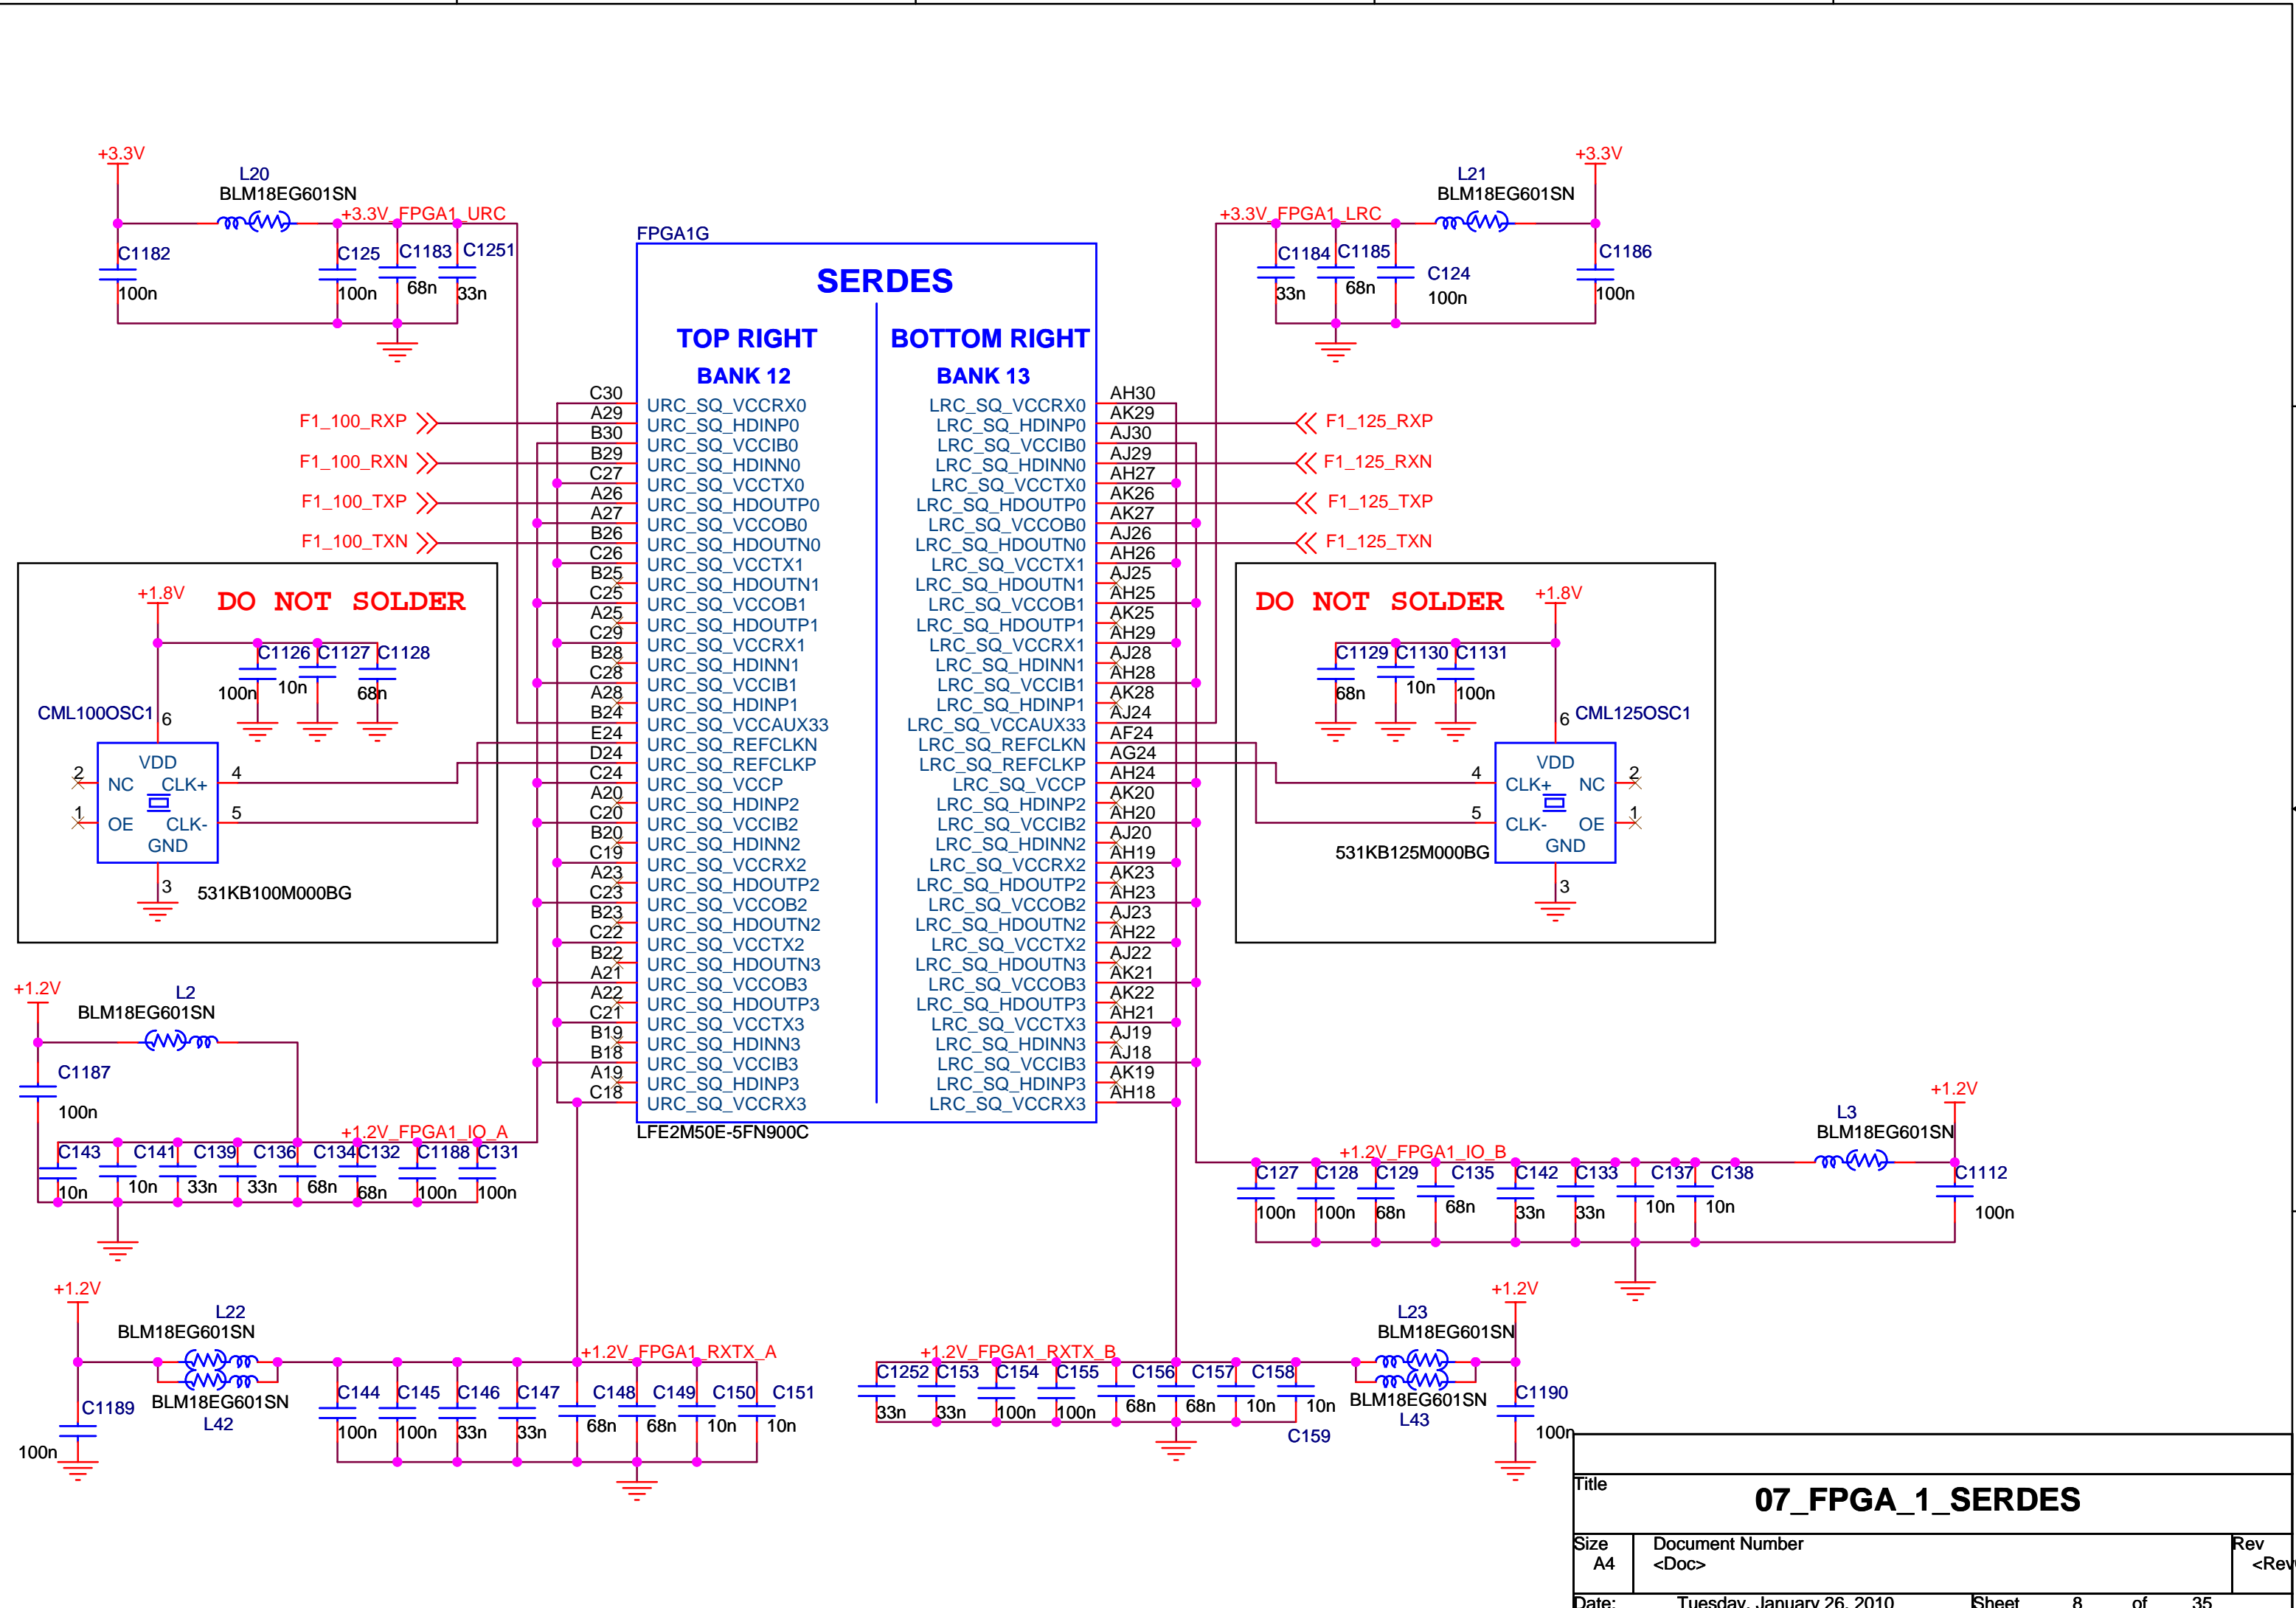 +3.3V
L20
BLM18EG601SN
+3.3V_FPGA1_URC
C1182
100n
C125
100n
C1183
68n
C1251
33n
+3.3V
L21
BLM18EG601SN
+3.3V_FPGA1_LRC
C1184
33n
C1185
68n
C124
100n
C1186
100n
FPGA1G
SERDES
TOP RIGHT
BOTTOM RIGHT
BANK 12
BANK 13
C30 URC_SQ_VCCRX0 LRC_SQ_VCCRX0 AH30
F1_100_RXP A29 URC_SQ_HDINP0 LRC_SQ_HDINP0 AK29 F1_125_RXP
B30 URC_SQ_VCCIB0 LRC_SQ_VCCIB0 AJ30
F1_100_RXN B29 URC_SQ_HDINN0 LRC_SQ_HDINN0 AJ29 F1_125_RXN
C27 URC_SQ_VCCTX0 LRC_SQ_VCCTX0 AH27
F1_100_TXP A26 URC_SQ_HDOUTP0 LRC_SQ_HDOUTP0 AK26 F1_125_TXP
A27 URC_SQ_VCCOB0 LRC_SQ_VCCOB0 AK27
F1_100_TXN B26 URC_SQ_HDOUTN0 LRC_SQ_HDOUTN0 AJ26 F1_125_TXN
C26 URC_SQ_VCCTX1 LRC_SQ_VCCTX1 AH26
B25 URC_SQ_HDOUTN1 LRC_SQ_HDOUTN1 AJ25
C25 URC_SQ_VCCOB1 LRC_SQ_VCCOB1 AH25
A25 URC_SQ_HDOUTP1 LRC_SQ_HDOUTP1 AK25
C29 URC_SQ_VCCRX1 LRC_SQ_VCCRX1 AH29
B28 URC_SQ_HDINN1 LRC_SQ_HDINN1 AJ28
C28 URC_SQ_VCCIB1 LRC_SQ_VCCIB1 AH28
A28 URC_SQ_HDINP1 LRC_SQ_HDINP1 AK28
B24 URC_SQ_VCCAUX33 LRC_SQ_VCCAUX33 AJ24
E24 URC_SQ_REFCLKN LRC_SQ_REFCLKN AF24
D24 URC_SQ_REFCLKP LRC_SQ_REFCLKP AG24
C24 URC_SQ_VCCP LRC_SQ_VCCP AH24
A20 URC_SQ_HDINP2 LRC_SQ_HDINP2 AK20
C20 URC_SQ_VCCIB2 LRC_SQ_VCCIB2 AH20
B20 URC_SQ_HDINN2 LRC_SQ_HDINN2 AJ20
C19 URC_SQ_VCCRX2 LRC_SQ_VCCRX2 AH19
A23 URC_SQ_HDOUTP2 LRC_SQ_HDOUTP2 AK23
C23 URC_SQ_VCCOB2 LRC_SQ_VCCOB2 AH23
B23 URC_SQ_HDOUTN2 LRC_SQ_HDOUTN2 AJ23
C22 URC_SQ_VCCTX2 LRC_SQ_VCCTX2 AH22
B22 URC_SQ_HDOUTN3 LRC_SQ_HDOUTN3 AJ22
A21 URC_SQ_VCCOB3 LRC_SQ_VCCOB3 AK21
A22 URC_SQ_HDOUTP3 LRC_SQ_HDOUTP3 AK22
C21 URC_SQ_VCCTX3 LRC_SQ_VCCTX3 AH21
B19 URC_SQ_HDINN3 LRC_SQ_HDINN3 AJ19
B18 URC_SQ_VCCIB3 LRC_SQ_VCCIB3 AJ18
A19 URC_SQ_HDINP3 LRC_SQ_HDINP3 AK19
C18 URC_SQ_VCCRX3 LRC_SQ_VCCRX3 AH18
LFE2M50E-5FN900C
+1.8V
DO NOT SOLDER
C1126 C1127 C1128
100n 10n 68n
CML100OSC1
6
VDD
2 NC CLK+ 4
1 OE CLK- 5
GND
3
531KB100M000BG
DO NOT SOLDER
+1.8V
C1129 C1130 C1131
68n 10n 100n
6 CML125OSC1
VDD
4 CLK+ NC 2
5 CLK- OE 1
GND
531KB125M000BG
3
+1.2V
L2
BLM18EG601SN
C1187
100n
+1.2V_FPGA1_IO_A
C143 C141 C139 C136 C134 C132 C1188 C131
10n 10n 33n 33n 68n 68n 100n 100n
+1.2V
L3
BLM18EG601SN
+1.2V_FPGA1_IO_B
C127 C128 C129 C135 C142 C133 C137 C138 C1112
100n 100n 68n 68n 33n 33n 10n 10n 100n
+1.2V
L22
BLM18EG601SN
BLM18EG601SN
L42
C1189
100n
+1.2V_FPGA1_RXTX_A
C144 C145 C146 C147 C148 C149 C150 C151
100n 100n 33n 33n 68n 68n 10n 10n
+1.2V
L23
BLM18EG601SN
BLM18EG601SN
L43
+1.2V_FPGA1_RXTX_B
C1252 C153 C154 C155 C156 C157 C158
33n 33n 100n 100n 68n 68n 10n 10n
C159
C1190
100n
Title
07_FPGA_1_SERDES
Size Document Number Rev
A4 <Doc> <Rev
Date: Tuesday, January 26, 2010 Sheet 8 of 35